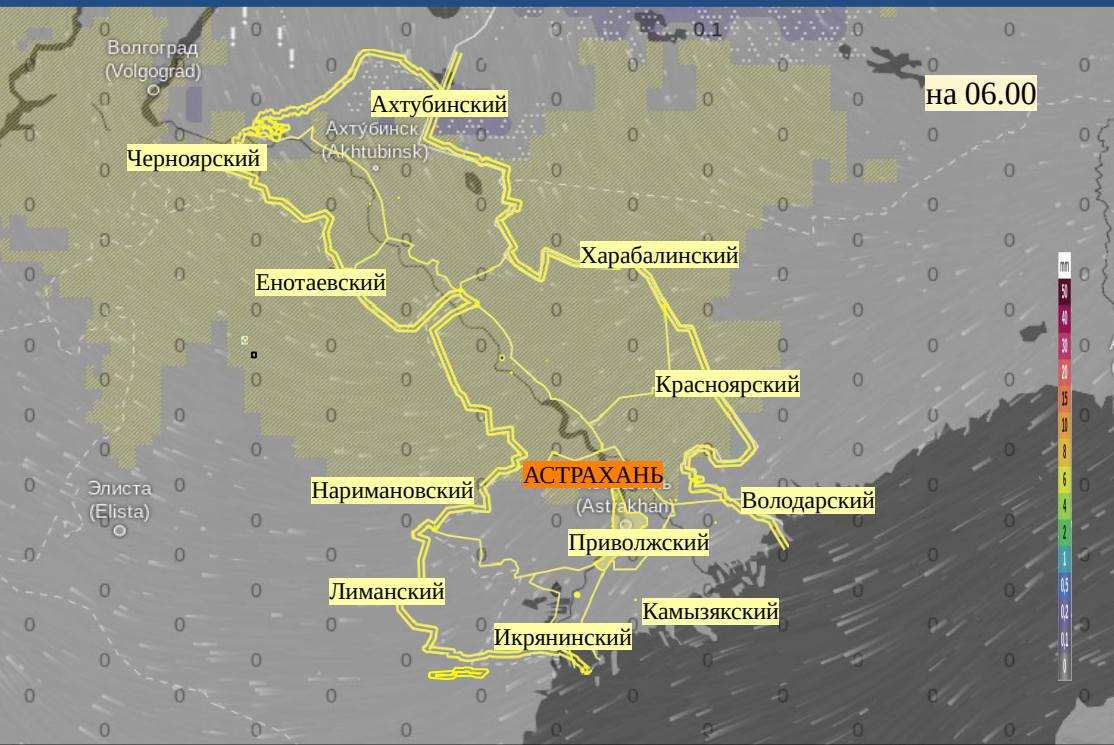 0.1
Волгоград
(Volgograd)
на 06.00
Ахтубинский
Ахтубинск
(Akhtubinsk)
Черноярский
Харабалинский
Енотаевский
mm
50
40
30
20
15
10
8
6
4
2
1
0,5
0,2
0,1
0
Красноярский
АСТРАХАНЬ
Наримановский
Элиста
(Elista)
(Astrakhan)
Володарский
Приволжский
Лиманский
Камызякский
Икрянинский